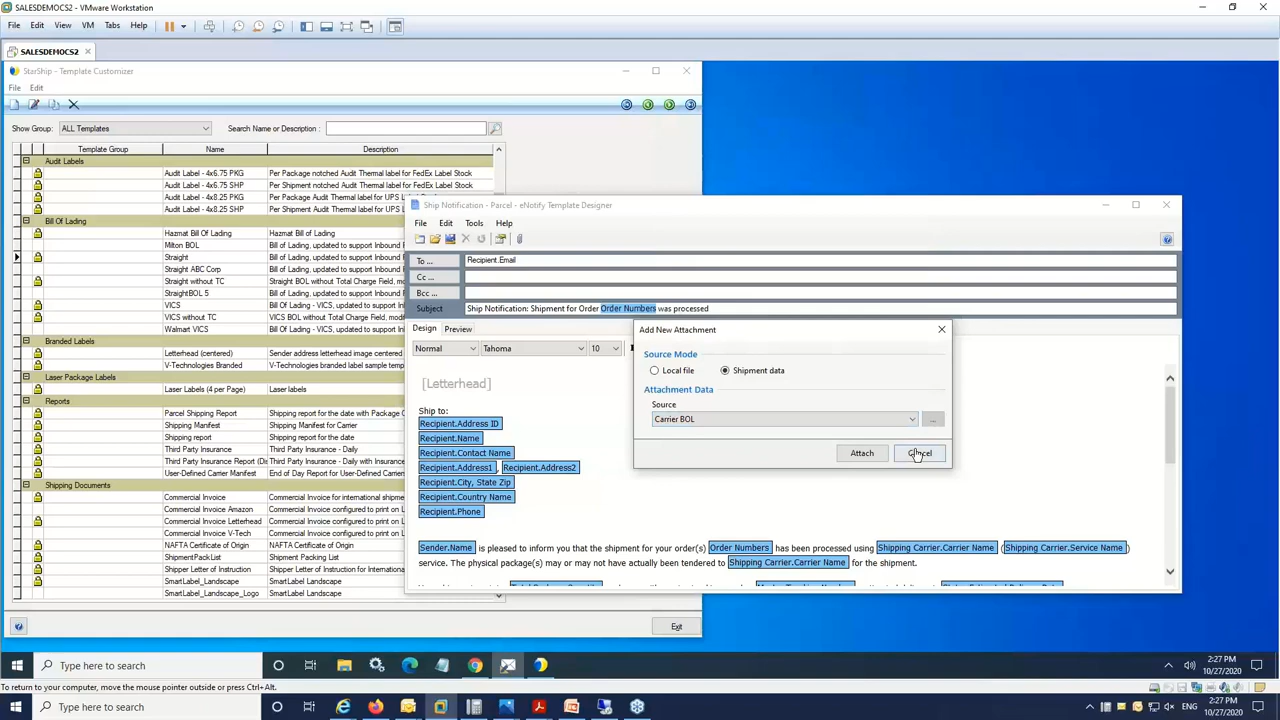 SALESDEMOCS2 - VMware Workstation
File Edit View VM Tabs Help
SALESDEMOCS2
StarShip - Template Customizer
File Edit
Show Group: ALL Templates Search Name or Description :
Template Group Name Description
Audit Labels
Audit Label - 4x6.75 PKG Per Package notched Audit Thermal label for FedEx Label Stock
Audit Label - 4x6.75 SHP Per Shipment notched Audit Thermal label for FedEx Label Stock
Audit Label - 4x8.25 PKG Per Package Audit Thermal label for UPS L
Audit Label - 4x8.25 SHP Per Shipment Audit Thermal label for UPS
Bill Of Lading
Hazmat Bill Of Lading Hazmat Bill of Lading
Milton BOL Bill of Lading, updated to support Inbound F
Straight Bill of Lading, updated to support Inbound F
Straight ABC Corp Bill of Lading, updated to support Inbound F
Straight without TC Straight BOL without Total Charge Field, mo
StraightBOL 5 Bill of Lading, updated to support Inbound F
VICS Bill of Lading - VICS, updated to support In
VICS without TC VICS BOL without Total Charge Field, modifi
Walmart VICS Bill of Lading - VICS, updated to support In
Branded Labels
Letterhead (centered) Sender address letterhead image centered
V-Technologies Branded V-Technologies branded label sample templ
Laser Package Labels
Laser Labels (4 per Page) Laser labels
Reports
Parcel Shipping Report Shipping report for the date with Package C
Shipping Manifest Shipping Manifest for Carrier
Shipping report Shipping report for the date
Third Party Insurance Report Third Party Insurance - Daily
Third Party Insurance Report (Di Third Party Insurance - Daily with Freight
User-Defined Carrier Manifest End of Day Report for User-Defined Carriers
Shipping Documents
Commercial Invoice Commercial Invoice for international shipme
Commercial Invoice Amazon Commercial Invoice configured to print on L
Commercial Invoice Letterhead Commercial Invoice configured to print on L
Commercial Invoice V-Tech Commercial Invoice configured to print on L
NAFTA Certificate of Origin NAFTA Certificate of Origin
ShipmentPackList Shipment Packing List
Shipper Letter of Instruction Shipper Letter of Instruction for Internation
SmartLabel_Landscape SmartLabel Landscape
SmartLabel_Landscape_Logo SmartLabel Landscape
Exit
Ship Notification - Parcel - eNotify Template Designer
File Edit Tools Help
To ... Recipient.Email
Cc ...
Bcc ...
Subject Ship Notification: Shipment for Order Order Numbers was processed
Design Preview
Normal Tahoma 10
[Letterhead]
Ship to:
Recipient.Address ID
Recipient.Name
Recipient.Contact Name
Recipient.Address1 , Recipient.Address2
Recipient.City, State Zip
Recipient.Country Name
Recipient.Phone
Sender.Name is pleased to inform you that the shipment for your order(s) Order Numbers has been processed using Shipping Carrier.Carrier Name ( Shipping Carrier.Service Name )
service. The physical package(s) may or may not have actually been tendered to Shipping Carrier.Carrier Name for the shipment.
Add New Attachment
Source Mode
Local file Shipment data
Attachment Data
Source
Carrier BOL ...
Attach Cancel
Type here to search
2:27 PM
10/27/2020
To return to your computer, move the mouse pointer outside or press Ctrl+Alt.
Type here to search
ENG
2:27 PM
10/27/2020